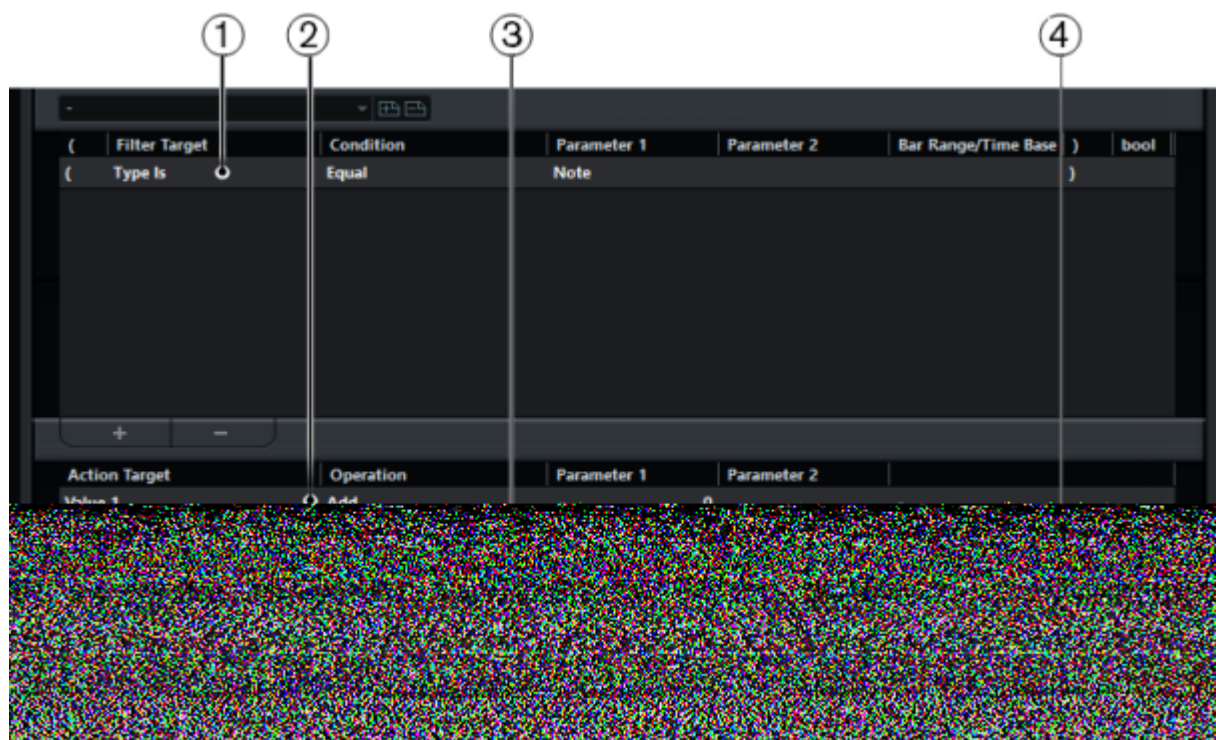 1 2 3 4
-
( Filter Target Condition Parameter 1 Parameter 2 Bar Range/Time Base ) bool
( Type Is Equal Note )
+ -
Action Target Operation Parameter 1 Parameter 2
Value 1 Add